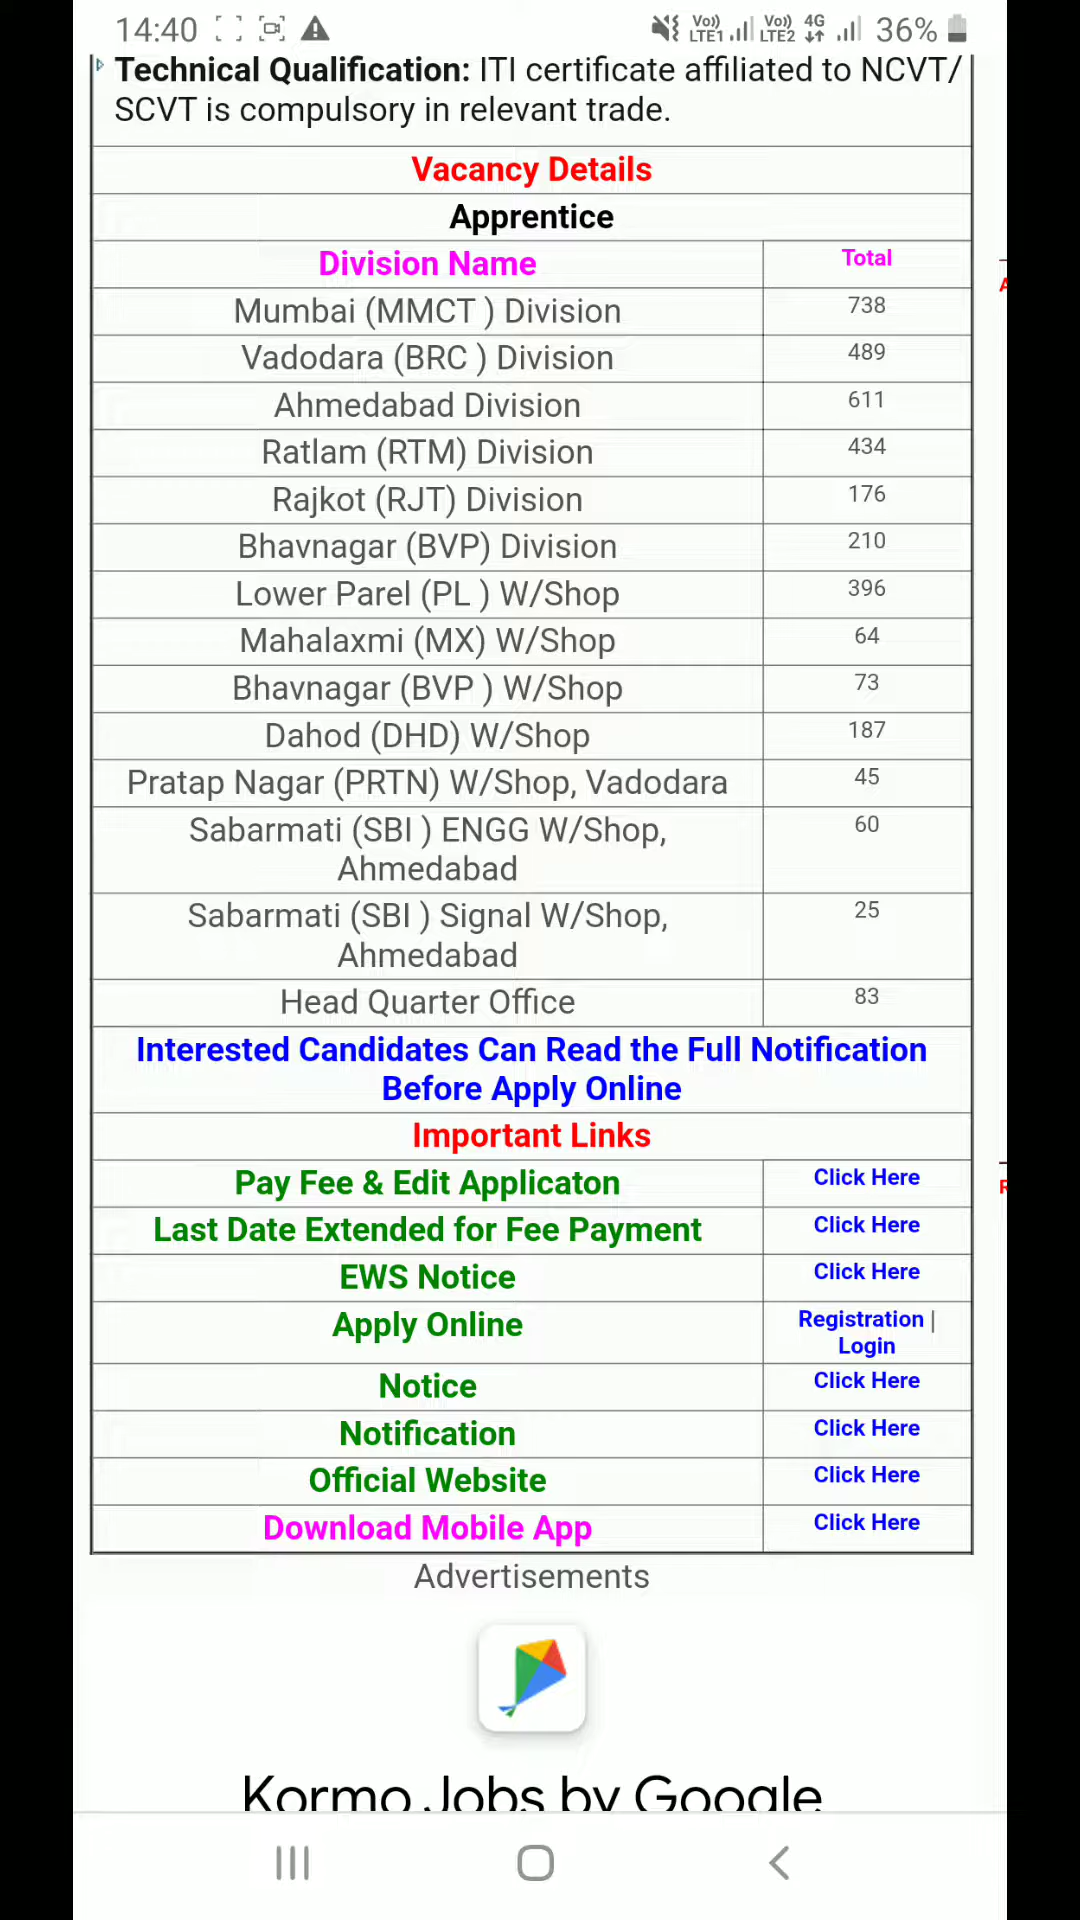 14:40 Vo)) LTE1 Vo)) LTE2 4G 36%
Technical Qualification: ITI certificate affiliated to NCVT/
SCVT is compulsory in relevant trade.
Vacancy Details
Apprentice
Division Name Total
Mumbai (MMCT ) Division 738
Vadodara (BRC ) Division 489
Ahmedabad Division 611
Ratlam (RTM) Division 434
Rajkot (RJT) Division 176
Bhavnagar (BVP) Division 210
Lower Parel (PL ) W/Shop 396
Mahalaxmi (MX) W/Shop 64
Bhavnagar (BVP ) W/Shop 73
Dahod (DHD) W/Shop 187
Pratap Nagar (PRTN) W/Shop, Vadodara 45
Sabarmati (SBI ) ENGG W/Shop, 60
Ahmedabad
Sabarmati (SBI ) Signal W/Shop, 25
Ahmedabad
Head Quarter Office 83
Interested Candidates Can Read the Full Notification
Before Apply Online
Important Links
Pay Fee & Edit Applicaton Click Here
Last Date Extended for Fee Payment Click Here
EWS Notice Click Here
Apply Online Registration |
Login
Notice Click Here
Notification Click Here
Official Website Click Here
Download Mobile App Click Here
Advertisements
Kormo Jobs by Google